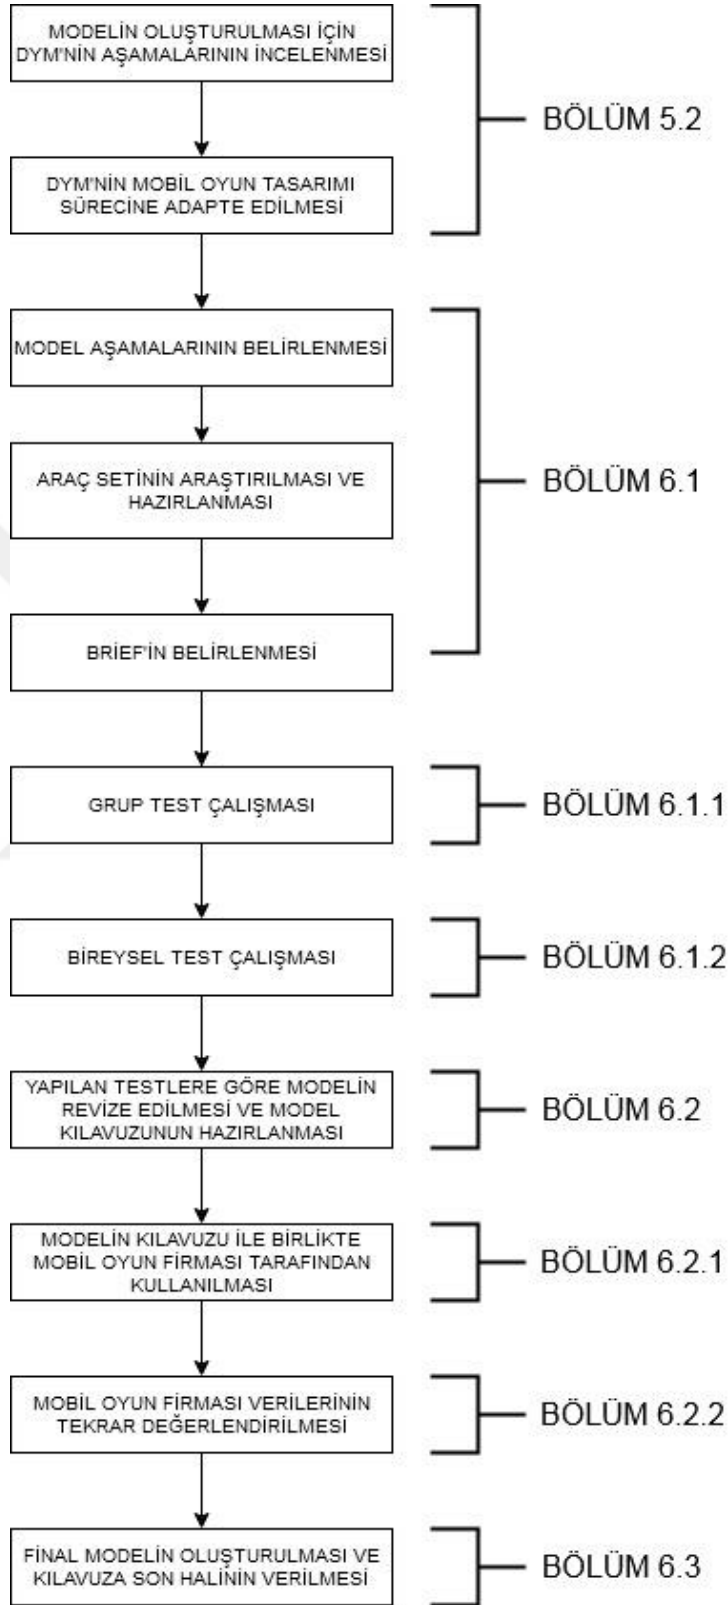 MODELİN OLUŞTURULMASI İÇİN
DYM'NİN AŞAMALARININ İNCELENMESİ
BÖLÜM 5.2
DYM'NİN MOBİL OYUN TASARIMI
SÜRECİNE ADAPTE EDİLMESİ
MODEL AŞAMALARININ BELİRLENMESİ
ARAÇ SETİNİN ARAŞTIRILMASI VE
HAZIRLANMASI
BÖLÜM 6.1
BRİEF'İN BELİRLENMESİ
GRUP TEST ÇALIŞMASI
BÖLÜM 6.1.1
BİREYSEL TEST ÇALIŞMASI
BÖLÜM 6.1.2
YAPILAN TESTLERE GÖRE MODELİN
REVİZE EDİLMESİ VE MODEL
KILAVUZUNUN HAZIRLANMASI
BÖLÜM 6.2
MODELİN KILAVUZU İLE BİRLİKTE
MOBİL OYUN FİRMASI TARAFINDAN
KULLANILMASI
BÖLÜM 6.2.1
MOBİL OYUN FİRMASI VERİLERİNİN
TEKRAR DEĞERLENDİRİLMESİ
BÖLÜM 6.2.2
FİNAL MODELİN OLUŞTURULMASI VE
KILAVUZA SON HALİNİN VERİLMESİ
BÖLÜM 6.3